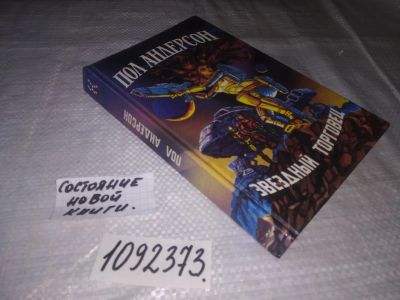 ПОЛ АНДЕРСОН
ЗВЕЗДНЫЙ ТОРГОВЕЦ
ПОЛ АНДЕРСОН
СОСТОЯНИЕ
НОВОЙ
КНИГИ.
1092373.